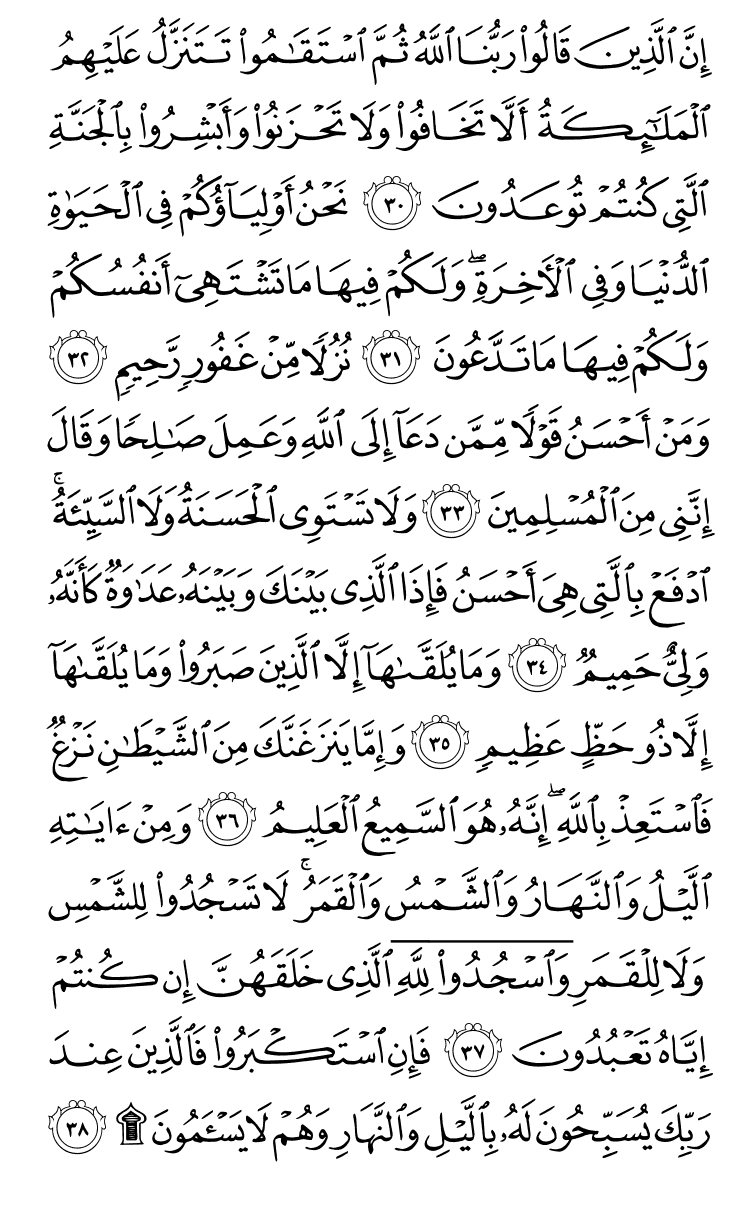 إِنَّ ٱلَّذِينَ قَالُواْ رَبُّنَا ٱللَّهُ ثُمَّ ٱسۡتَقَٰمُواْ تَتَنَزَّلُ عَلَيۡهِمُ
ٱلۡمَلَٰٓئِكَةُ أَلَّا تَخَافُواْ وَلَا تَحۡزَنُواْ وَأَبۡشِرُواْ بِٱلۡجَنَّةِ
ٱلَّتِي كُنتُمۡ تُوعَدُونَ ٣٠ نَحۡنُ أَوۡلِيَآؤُكُمۡ فِي ٱلۡحَيَوٰةِ
ٱلدُّنۡيَا وَفِي ٱلۡأٓخِرَةِۖ وَلَكُمۡ فِيهَا مَا تَشۡتَهِيٓ أَنفُسُكُمۡ
وَلَكُمۡ فِيهَا مَا تَدَّعُونَ ٣١ نُزُلٗا مِّنۡ غَفُورٖ رَّحِيمٖ ٣٢
وَمَنۡ أَحۡسَنُ قَوۡلٗا مِّمَّن دَعَآ إِلَى ٱللَّهِ وَعَمِلَ صَٰلِحٗا وَقَالَ
إِنَّنِي مِنَ ٱلۡمُسۡلِمِينَ ٣٣ وَلَا تَسۡتَوِي ٱلۡحَسَنَةُ وَلَا ٱلسَّيِّئَةُۚ
ٱدۡفَعۡ بِٱلَّتِي هِيَ أَحۡسَنُ فَإِذَا ٱلَّذِي بَيۡنَكَ وَبَيۡنَهُۥ عَدَٰوَةٞ كَأَنَّهُۥ
وَلِيٌّ حَمِيمٞ ٣٤ وَمَا يُلَقَّىٰهَآ إِلَّا ٱلَّذِينَ صَبَرُواْ وَمَا يُلَقَّىٰهَآ
إِلَّا ذُو حَظٍّ عَظِيمٖ ٣٥ وَإِمَّا يَنزَغَنَّكَ مِنَ ٱلشَّيۡطَٰنِ نَزۡغٞ
فَٱسۡتَعِذۡ بِٱللَّهِۖ إِنَّهُۥ هُوَ ٱلسَّمِيعُ ٱلۡعَلِيمُ ٣٦ وَمِنۡ ءَايَٰتِهِ
ٱلَّيۡلُ وَٱلنَّهَارُ وَٱلشَّمۡسُ وَٱلۡقَمَرُۚ لَا تَسۡجُدُواْ لِلشَّمۡسِ
وَلَا لِلۡقَمَرِ وَٱسۡجُدُواْۤ لِلَّهِۤ ٱلَّذِي خَلَقَهُنَّ إِن كُنتُمۡ
إِيَّاهُ تَعۡبُدُونَ ٣٧ فَإِنِ ٱسۡتَكۡبَرُواْ فَٱلَّذِينَ عِندَ
رَبِّكَ يُسَبِّحُونَ لَهُۥ بِٱلَّيۡلِ وَٱلنَّهَارِ وَهُمۡ لَا يَسۡـَٔمُونَ ۩ ٣٨